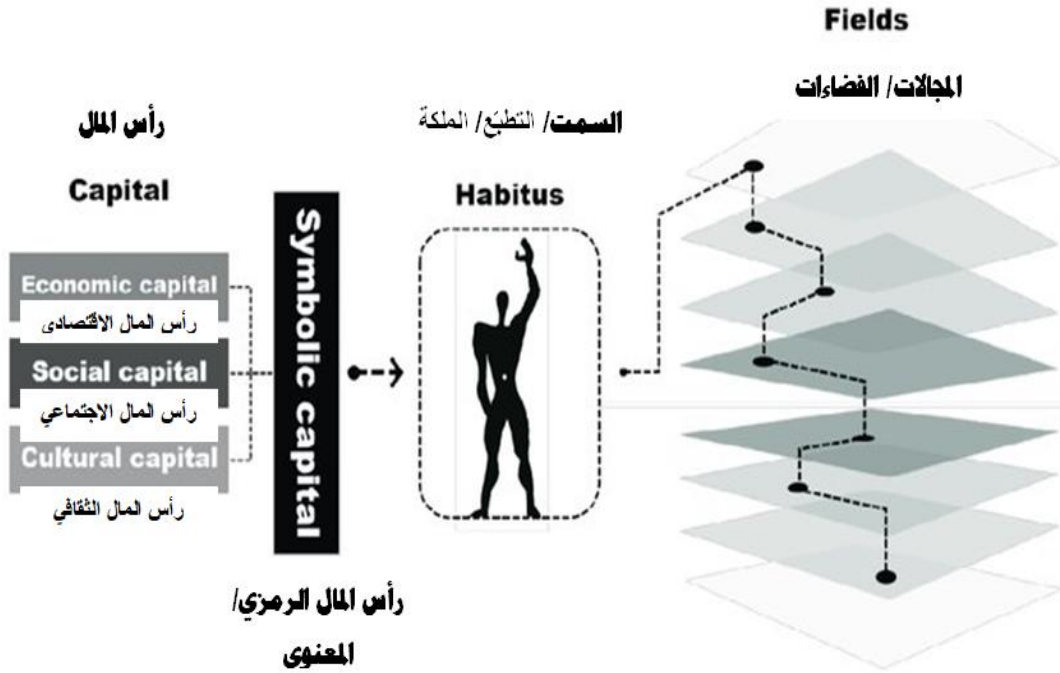 Fields
المجالات/ الفضاءات
رأس المال
السمت/ التطبّع/ الملكة
Capital
Habitus
Economic capital
رأس المال الاقتصادى
Social capital
رأس المال الاجتماعي
Cultural capital
رأس المال الثقافي
Symbolic capital
رأس المال الرمزي/
المعنوى